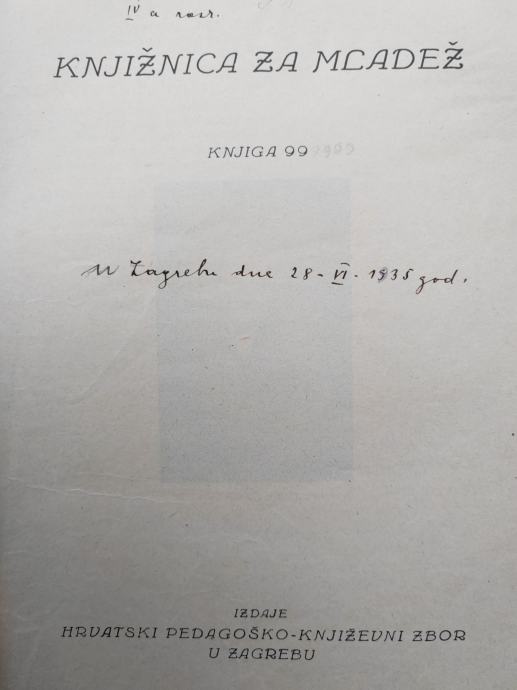 IV a razr.
KNJIŽNICA ZA MLADEŽ
KNJIGA 99
U Zagrebu dne 28-VI-1935 god.
IZDAJE
HRVATSKI PEDAGOŠKO-KNJIŽEVNI ZBOR
U ZAGREBU